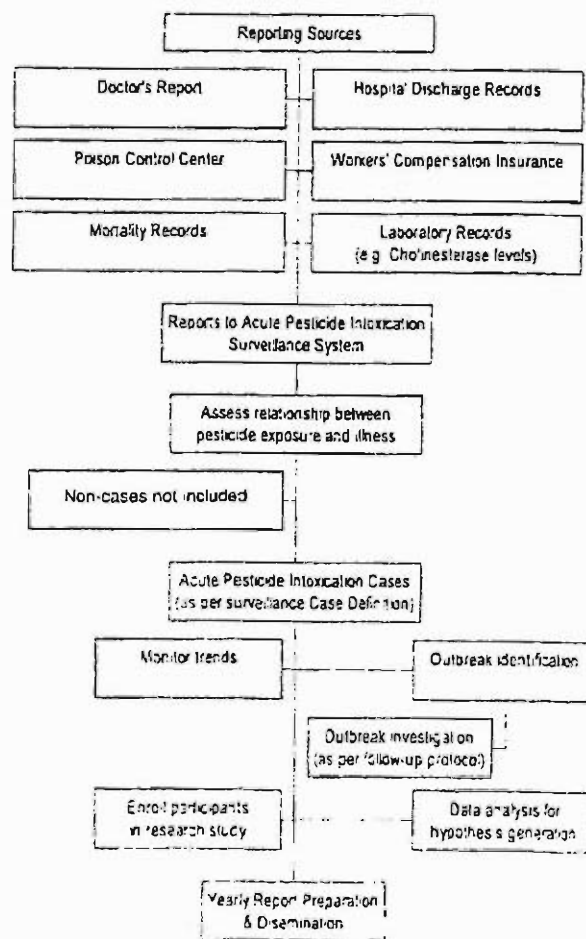 Reporting Sources
Doctor's Report
Hospital Discharge Records
Poison Control Center
Workers' Compensation Insurance
Mortality Records
Laboratory Records
(e.g. Cholinesterase levels)
Reports to Acute Pesticide Intoxication
Surveillance System
Assess relationship between
pesticide exposure and illness
Non-cases not included
Acute Pesticide Intoxication Cases
(as per surveillance Case Definition)
Monitor trends
Outbreak identification
Outbreak investigation
(as per follow-up protocol)
Enroll participants
in research study
Data analysis for
hypothesis generation
Yearly Report Preparation
& Disemination